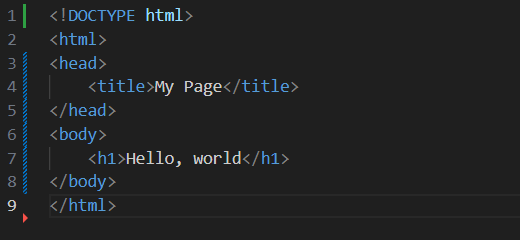 1 <!DOCTYPE html>
2 <html>
3 <head>
4     <title>My Page</title>
5 </head>
6 <body>
7     <h1>Hello, world</h1>
8 </body>
9 </html>